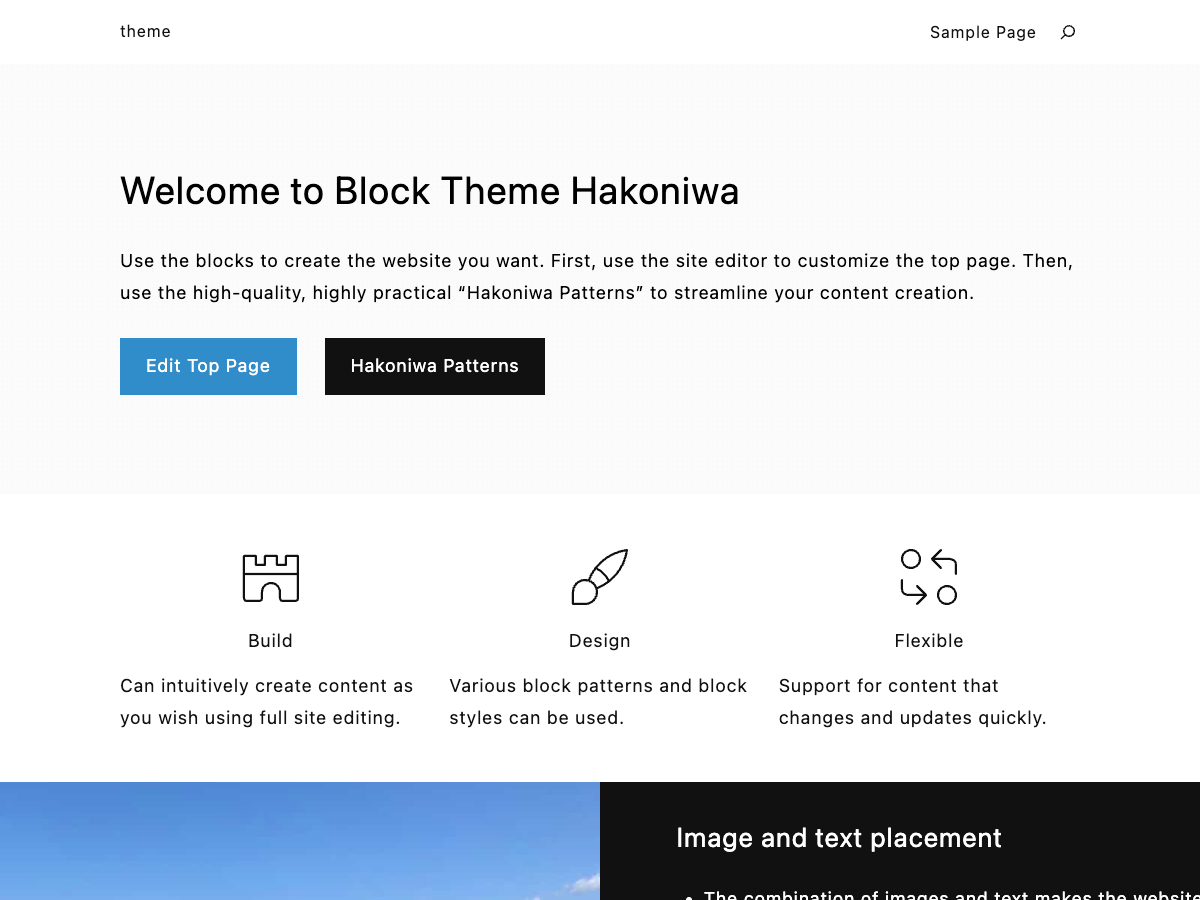 theme
Sample Page
Welcome to Block Theme Hakoniwa
Use the blocks to create the website you want. First, use the site editor to customize the top page. Then,
use the high-quality, highly practical “Hakoniwa Patterns” to streamline your content creation.
Edit Top Page
Hakoniwa Patterns
Build
Design
Flexible
Can intuitively create content as
you wish using full site editing.
Various block patterns and block
styles can be used.
Support for content that
changes and updates quickly.
Image and text placement
• The combination of images and text makes the website